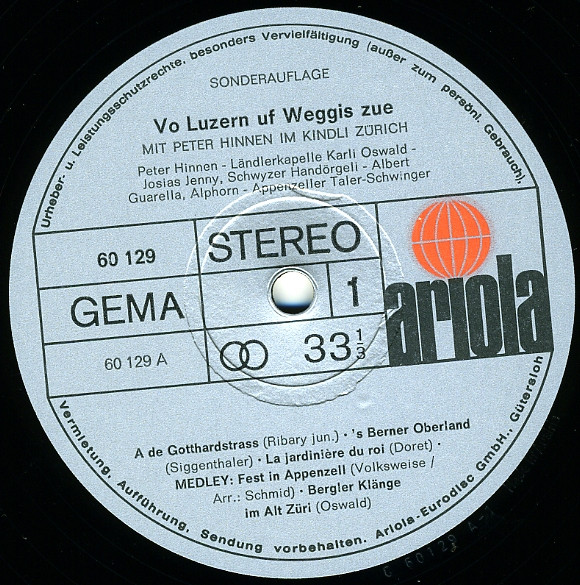 Urheber- u. Leistungsschutzrechte, besonders Vervielfältigung (außer zum persönl. Gebrauch),
SONDERAUFLAGE
Vo Luzern uf Weggis zue
MIT PETER HINNEN IM KINDLI ZÜRICH
Peter Hinnen - Ländlerkapelle Karli Oswald -
Josias Jenny, Schwyzer Handörgeli - Albert
Guarella, Alphorn - Appenzeller Taler-Schwinger
60 129
STEREO
GEMA
1
ariola
60 129 A
33 1/3
A de Gotthardstrass (Ribary jun.) · 's Berner Oberland
(Siggenthaler) · La jardinière du roi (Doret) ·
MEDLEY: Fest in Appenzell (Volksweise /
Arr.: Schmid) · Bergler Klänge
im Alt Züri (Oswald)
Vermietung, Aufführung, Sendung vorbehalten. Ariola-Eurodisc GmbH., Gütersloh